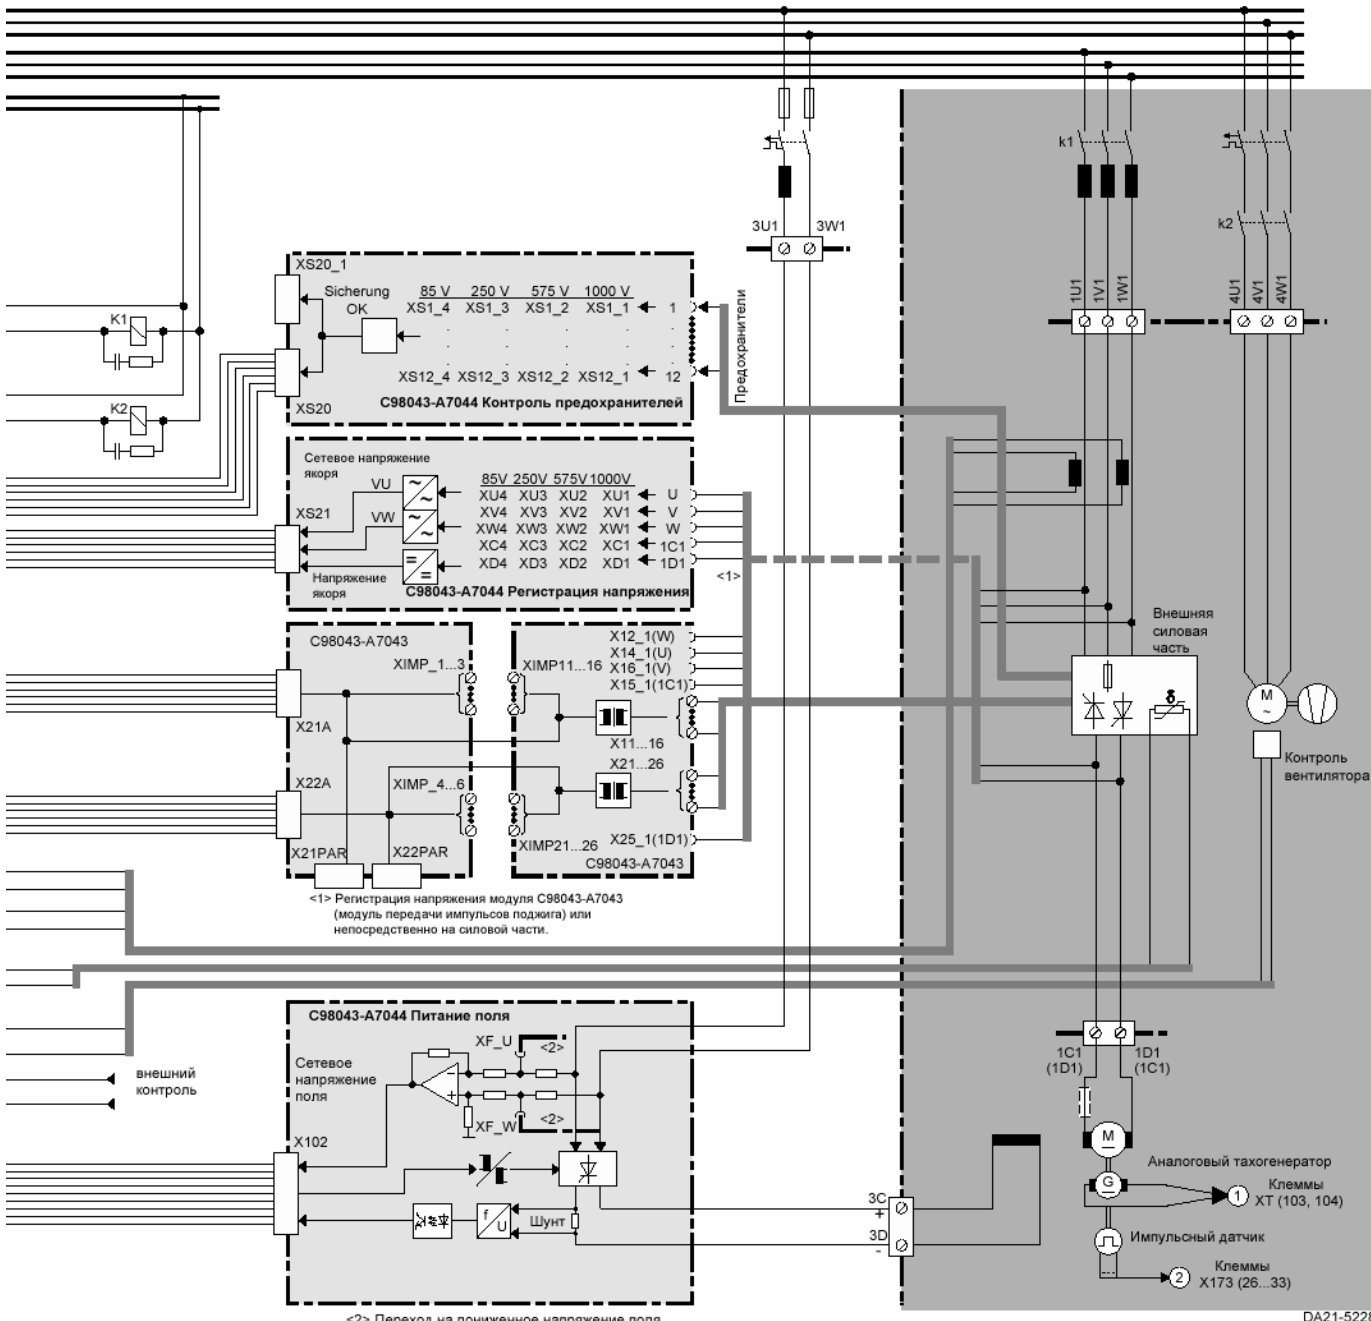 k1
k2
3U1 3W1
1U1
1V1
1W1
4U1
4V1
4W1
XS20_1
Sicherung
OK
85 V 250 V 575 V 1000 V
XS1_4 XS1_3 XS1_2 XS1_1 1
. . . . .
. . . . .
XS12_4 XS12_3 XS12_2 XS12_1 12
XS20
C98043-A7044 Контроль предохранителей
Предохранители
K1
K2
Сетевое напряжение
якоря
VU
VW
XS21
85V 250V 575V 1000V
XU4 XU3 XU2 XU1 U
XV4 XV3 XV2 XV1 V
XW4 XW3 XW2 XW1 W
XC4 XC3 XC2 XC1 1C1
XD4 XD3 XD2 XD1 1D1
~
~
~
~
=
=
Напряжение
якоря
C98043-A7044 Регистрация напряжения
<1>
C98043-A7043
XIMP_1...3
X21A
X22A
XIMP_4...6
X21PAR X22PAR
XIMP11...16
X12_1(W)
X14_1(U)
X16_1(V)
X15_1(1C1)
X11...16
X21...26
X25_1(1D1)
XIMP21...26
C98043-A7043
<1> Регистрация напряжения модуля C98043-A7043
(модуль передачи импульсов поджига) или
непосредственно на силовой части.
Внешняя
силовая
часть
δ
M
~
Контроль
вентилятора
C98043-A7044 Питание поля
XF_U
<2>
Сетевое
напряжение
поля
-
+
<2>
XF_W
X102
f
U
Шунт
внешний
контроль
3C
+
3D
-
1C1 1D1
(1D1) (1C1)
M
G
Аналоговый тахогенератор
1
Клеммы
XT (103, 104)
Импульсный датчик
2
Клеммы
X173 (26...33)
<2> Переход на пониженное напряжение поля
DA21-5228